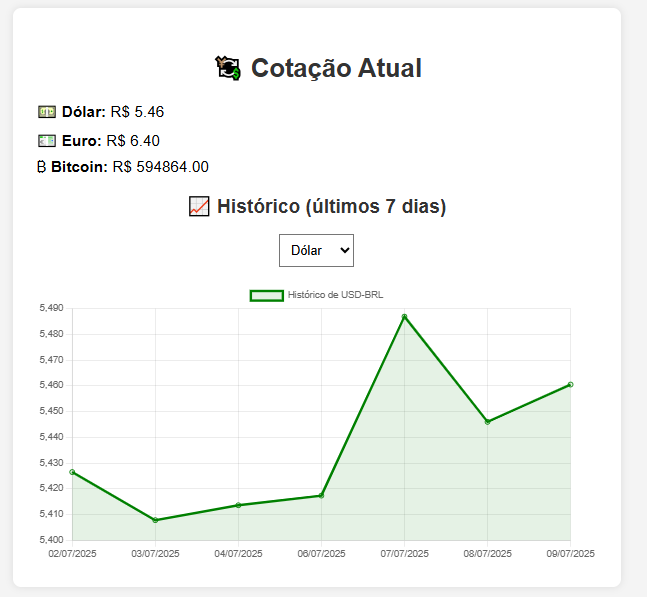 Cotação Atual
Dólar: R$ 5.46
Euro: R$ 6.40
₿ Bitcoin: R$ 594864.00
Histórico (últimos 7 dias)
Dólar
Histórico de USD-BRL
5,490
5,480
5,470
5,460
5,450
5,440
5,430
5,420
5,410
5,400
02/07/2025 03/07/2025 04/07/2025 06/07/2025 07/07/2025 08/07/2025 09/07/2025